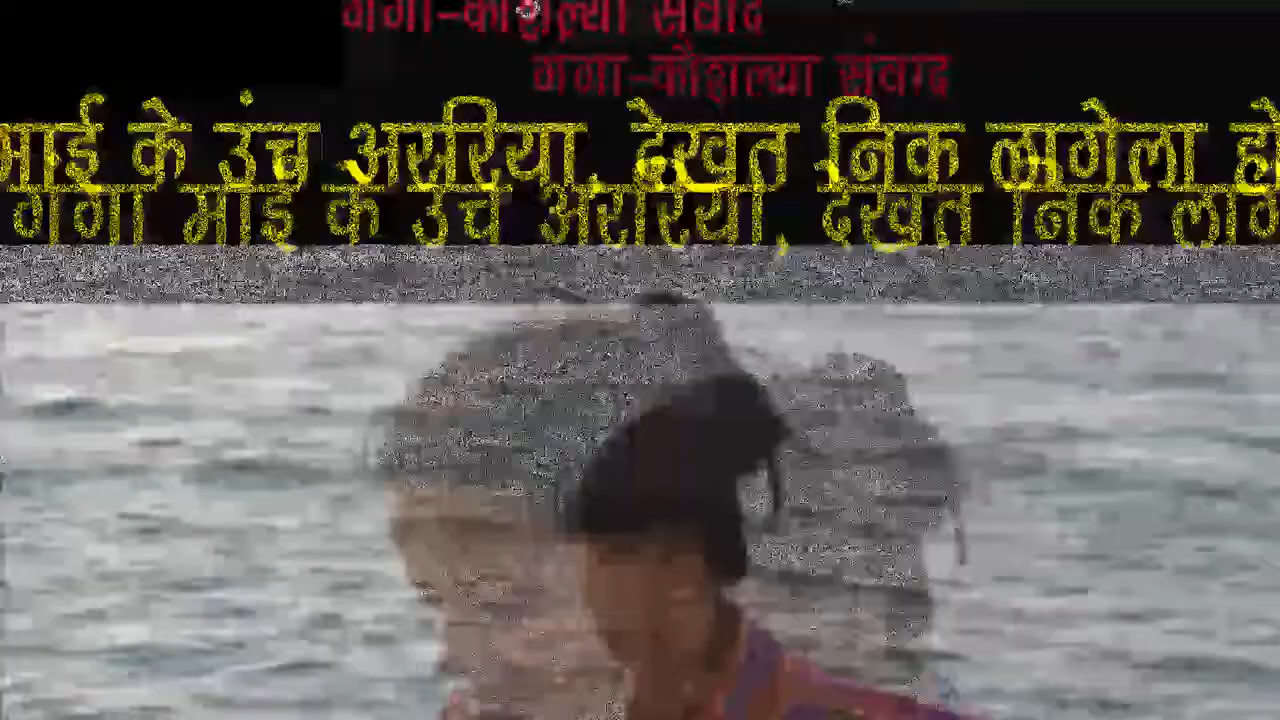 गंगा-कौशल्या संवाद
गंगा-कौशल्या संवाद
माई के उंच अररिया, देखत निक लागेला हो
गंगा माई के उंच अररिया, देखत निक लागे